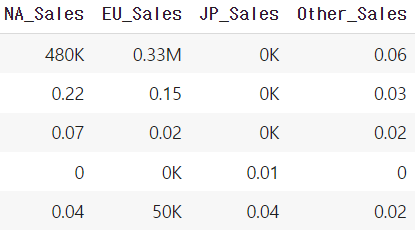 NA_Sales EU_Sales JP_Sales Other_Sales
480K 0.33M 0K 0.06
0.22 0.15 0K 0.03
0.07 0.02 0K 0.02
0 0K 0.01 0
0.04 50K 0.04 0.02